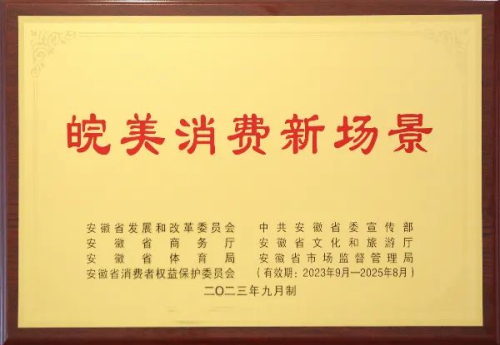 皖美消费新场景
安徽省发展和改革委员会 中共安徽省委宣传部
安徽省商务厅 安徽省文化和旅游厅
安徽省体育局 安徽省市场监督管理局
安徽省消费者权益保护委员会 (有效期：2023年9月—2025年8月)
二〇二三年九月制